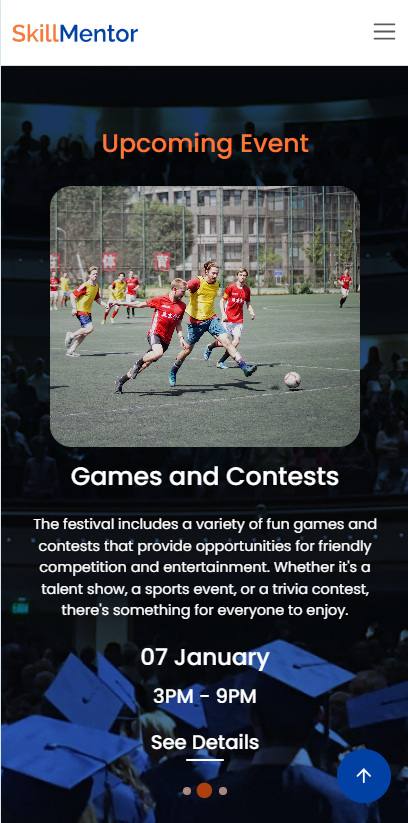 SkillMentor
Upcoming Event
Games and Contests
The festival includes a variety of fun games and
contests that provide opportunities for friendly
competition and entertainment. Whether it's a
talent show, a sports event, or a trivia contest,
there's something for everyone to enjoy.
07 January
3PM - 9PM
See Details